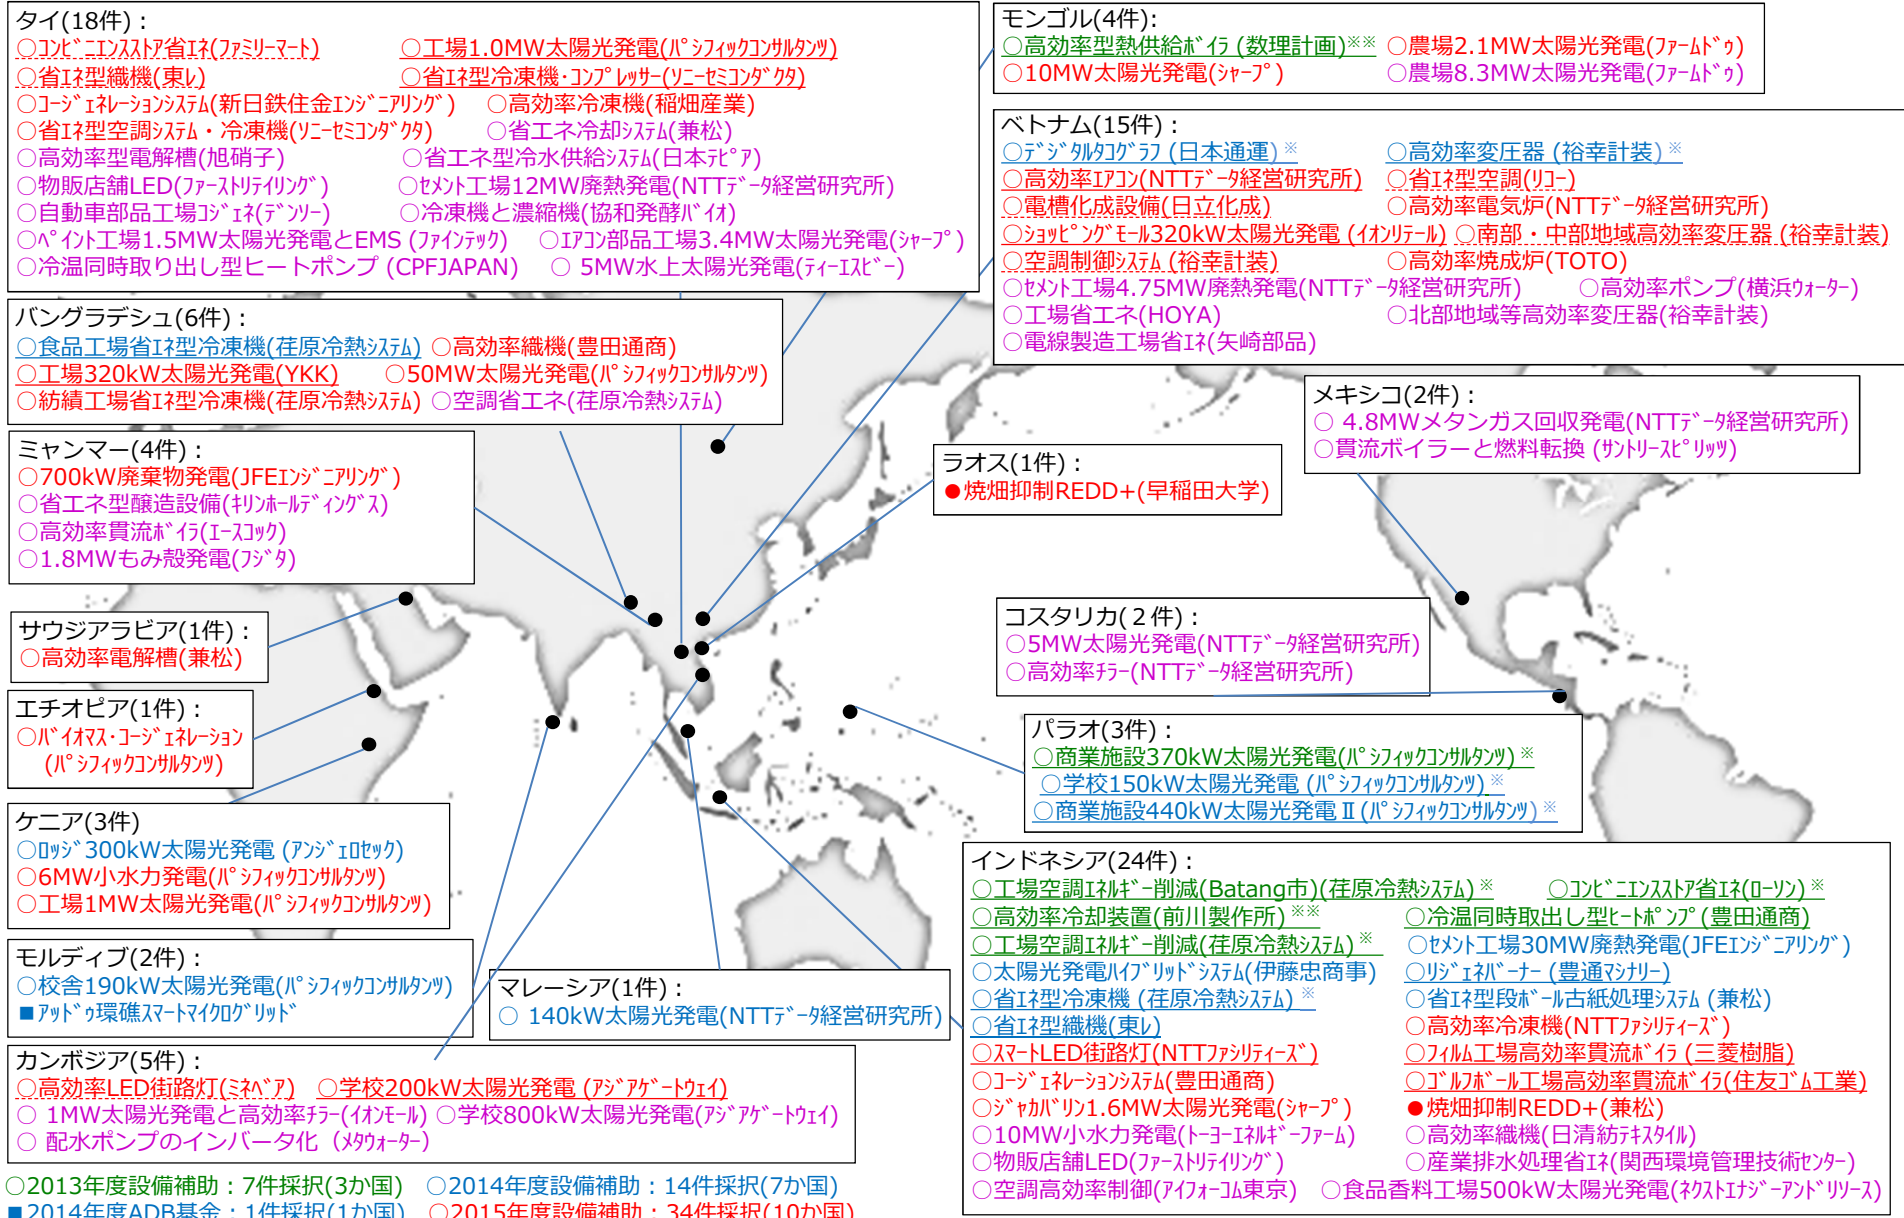 タイ(18件)：
○コンビニエンスストア省エネ(ファミリーマート) ○工場1.0MW太陽光発電(パシフィックコンサルタンツ)
○省エネ型織機(東レ) ○省エネ型冷凍機･コンプレッサー(ソニーセミコンダクタ)
○コージェネレーションシステム(新日鉄住金エンジニアリング) ○高効率冷凍機(稲畑産業)
○省エネ型空調システム・冷凍機(ソニーセミコンダクタ) ○省エネ冷却システム(兼松)
○高効率型電解槽(旭硝子) ○省エネ型冷水供給システム(日本テピア)
○物販店舗LED(ファーストリテイリング) ○セメント工場12MW廃熱発電(NTTデータ経営研究所)
○自動車部品工場コジェネ(デンソー) ○冷凍機と濃縮機(協和発酵バイオ)
○ペイント工場1.5MW太陽光発電とEMS (ファインテック) ○エアコン部品工場3.4MW太陽光発電(シャープ)
○冷温同時取り出し型ヒートポンプ (CPFJAPAN) ○ 5MW水上太陽光発電(ティーエスビー)
モンゴル(4件)：
○高効率型熱供給ボイラ (数理計画)※※ ○農場2.1MW太陽光発電(ファームドゥ)
○10MW太陽光発電(シャープ) ○農場8.3MW太陽光発電(ファームドゥ)
ベトナム(15件)：
○デジタルタコグラフ (日本通運)※ ○高効率変圧器 (裕幸計装)※
○高効率エアコン(NTTデータ経営研究所) ○省エネ型空調(リコー)
○電槽化成設備(日立化成) ○高効率電気炉(NTTデータ経営研究所)
○ショッピングモール320kW太陽光発電 (イオンリテール) ○南部・中部地域高効率変圧器 (裕幸計装)
○空調制御システム (裕幸計装) ○高効率焼成炉(TOTO)
○セメント工場4.75MW廃熱発電(NTTデータ経営研究所) ○高効率ポンプ(横浜ウォーター)
○工場省エネ(HOYA) ○北部地域等高効率変圧器(裕幸計装)
○電線製造工場省エネ(矢崎部品)
バングラデシュ(6件)：
○食品工場省エネ型冷凍機(荏原冷熱システム) ○高効率織機(豊田通商)
○工場320kW太陽光発電(YKK) ○50MW太陽光発電(パシフィックコンサルタンツ)
○紡績工場省エネ型冷凍機(荏原冷熱システム) ○空調省エネ(荏原冷熱システム)
メキシコ(2件)：
○ 4.8MWメタンガス回収発電(NTTデータ経営研究所)
○貫流ボイラーと燃料転換 (サントリースピリッツ)
ミャンマー(4件)：
○700kW廃棄物発電(JFEエンジニアリング)
○省エネ型醸造設備(キリンホールディングス)
○高効率貫流ボイラ(エースコック)
○1.8MWもみ殻発電(フジタ)
ラオス(1件)：
●焼畑抑制REDD+(早稲田大学)
サウジアラビア(1件)：
○高効率電解槽(兼松)
コスタリカ(２件)：
○5MW太陽光発電(NTTデータ経営研究所)
○高効率チラー(NTTデータ経営研究所)
エチオピア(1件)：
○バイオマス･コージェネレーション
(パシフィックコンサルタンツ)
パラオ(3件)：
○商業施設370kW太陽光発電(パシフィックコンサルタンツ)※
○学校150kW太陽光発電 (パシフィックコンサルタンツ)※
○商業施設440kW太陽光発電Ⅱ(パシフィックコンサルタンツ)※
ケニア(3件)
○ロッジ300kW太陽光発電 (アンジェロセック)
○6MW小水力発電(パシフィックコンサルタンツ)
○工場1MW太陽光発電(パシフィックコンサルタンツ)
モルディブ(2件)：
○校舎190kW太陽光発電(パシフィックコンサルタンツ)
■アッドゥ環礁スマートマイクログリッド
マレーシア(1件)：
○ 140kW太陽光発電(NTTデータ経営研究所)
インドネシア(24件)：
○工場空調エネルギー削減(Batang市)(荏原冷熱システム)※ ○コンビニエンスストア省エネ(ローソン)※
○高効率冷却装置(前川製作所)※※ ○冷温同時取出し型ヒートポンプ(豊田通商)
○工場空調エネルギー削減(荏原冷熱システム)※ ○セメント工場30MW廃熱発電(JFEエンジニアリング)
○太陽光発電ハイブリッドシステム(伊藤忠商事) ○リジェネバーナー(豊通マシナリー)
○省エネ型冷凍機 (荏原冷熱システム)※ ○省エネ型段ボール古紙処理システム (兼松)
○省エネ型織機(東レ) ○高効率冷凍機(NTTファシリティーズ)
○スマートLED街路灯(NTTファシリティーズ) ○フィルム工場高効率貫流ボイラ (三菱樹脂)
○コージェネレーションシステム(豊田通商) ○ゴルフボール工場高効率貫流ボイラ(住友ゴム工業)
○ジャカバリン1.6MW太陽光発電(シャープ) ●焼畑抑制REDD+(兼松)
○10MW小水力発電(トーヨーエネルギーファーム) ○高効率織機(日清紡テキスタイル)
○物販店舗LED(ファーストリテイリング) ○産業排水処理省エネ(関西環境管理技術センター)
○空調高効率制御(アイフォーコム東京) ○食品香料工場500kW太陽光発電(ネクストエナジーアンドリソース)
カンボジア(5件)：
○高効率LED街路灯(ミネベア) ○学校200kW太陽光発電 (アジアゲートウェイ)
○ 1MW太陽光発電と高効率チラー(イオンモール) ○学校800kW太陽光発電(アジアゲートウェイ)
○ 配水ポンプのインバータ化（メタウォーター）
○2013年度設備補助：7件採択(3か国) ○2014年度設備補助：14件採択(7か国)
■2014年度ADB基金：1件採択(1か国) ○2015年度設備補助：34件採択(10か国)